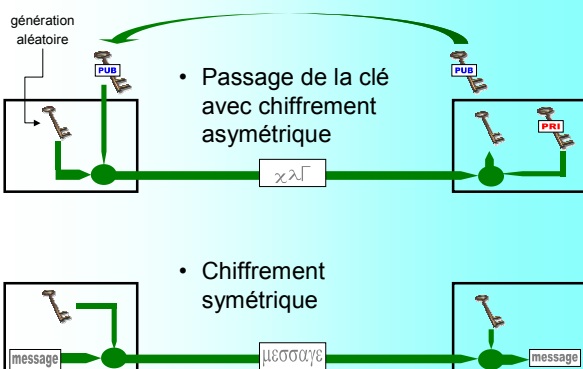 génération
aléatoire
PUB
PUB
• Passage de la clé
avec chiffrement
asymétrique
PRI
χλΓ
• Chiffrement
symétrique
message
μεσσαγε
message